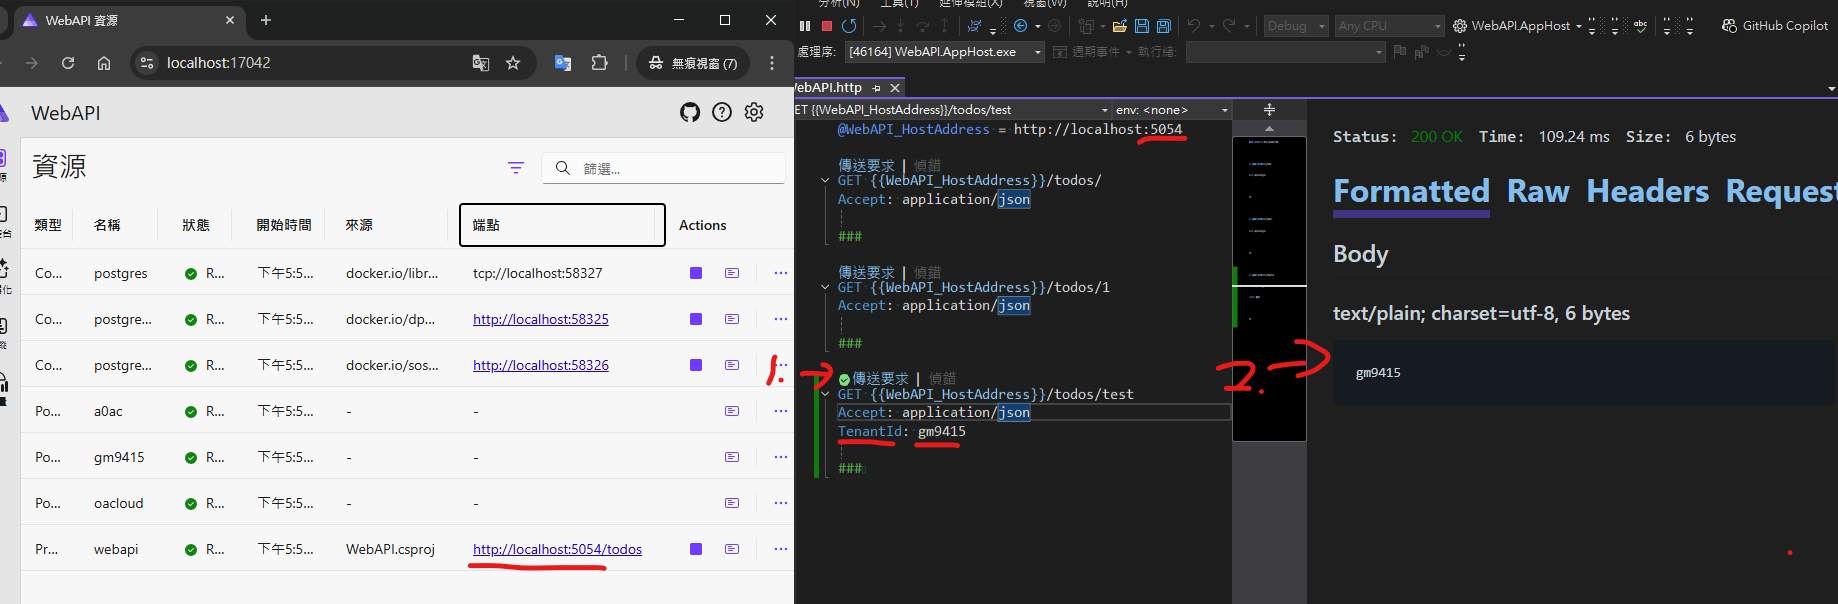 WebAPI 資源
localhost:17042
無痕視窗 (7)
WebAPI
資源
篩選...
類型 名稱 狀態 開始時間 來源 端點 Actions
Co... postgres R... 下午5:5... docker.io/libr... tcp://localhost:58327
Co... postgre... R... 下午5:5... docker.io/dp... http://localhost:58325
Co... postgre... R... 下午5:5... docker.io/sos... http://localhost:58326
Po... a0ac R... 下午5:5... - -
Po... gm9415 R... 下午5:5... - -
Po... oacloud R... 下午5:5... - -
Pr... webapi R... 下午5:5... WebAPI.csproj http://localhost:5054/todos
分析(N) 工具(T) 延伸模組(X) 視窗(W) 說明(H)
Debug Any CPU WebAPI.AppHost abc GitHub Copilot
處理序: [46164] WebAPI.AppHost.exe 週期事件 執行緒:
WebAPI.http
GET {{WebAPI_HostAddress}}/todos/test env: <none>
@WebAPI_HostAddress = http://localhost:5054
傳送要求 | 偵錯
GET {{WebAPI_HostAddress}}/todos/
Accept: application/json
###
傳送要求 | 偵錯
GET {{WebAPI_HostAddress}}/todos/1
Accept: application/json
###
1.
傳送要求 | 偵錯
GET {{WebAPI_HostAddress}}/todos/test
Accept: application/json
TenantId: gm9415
###
Status: 200 OK Time: 109.24 ms Size: 6 bytes
Formatted Raw Headers Request
Body
text/plain; charset=utf-8, 6 bytes
2.
gm9415